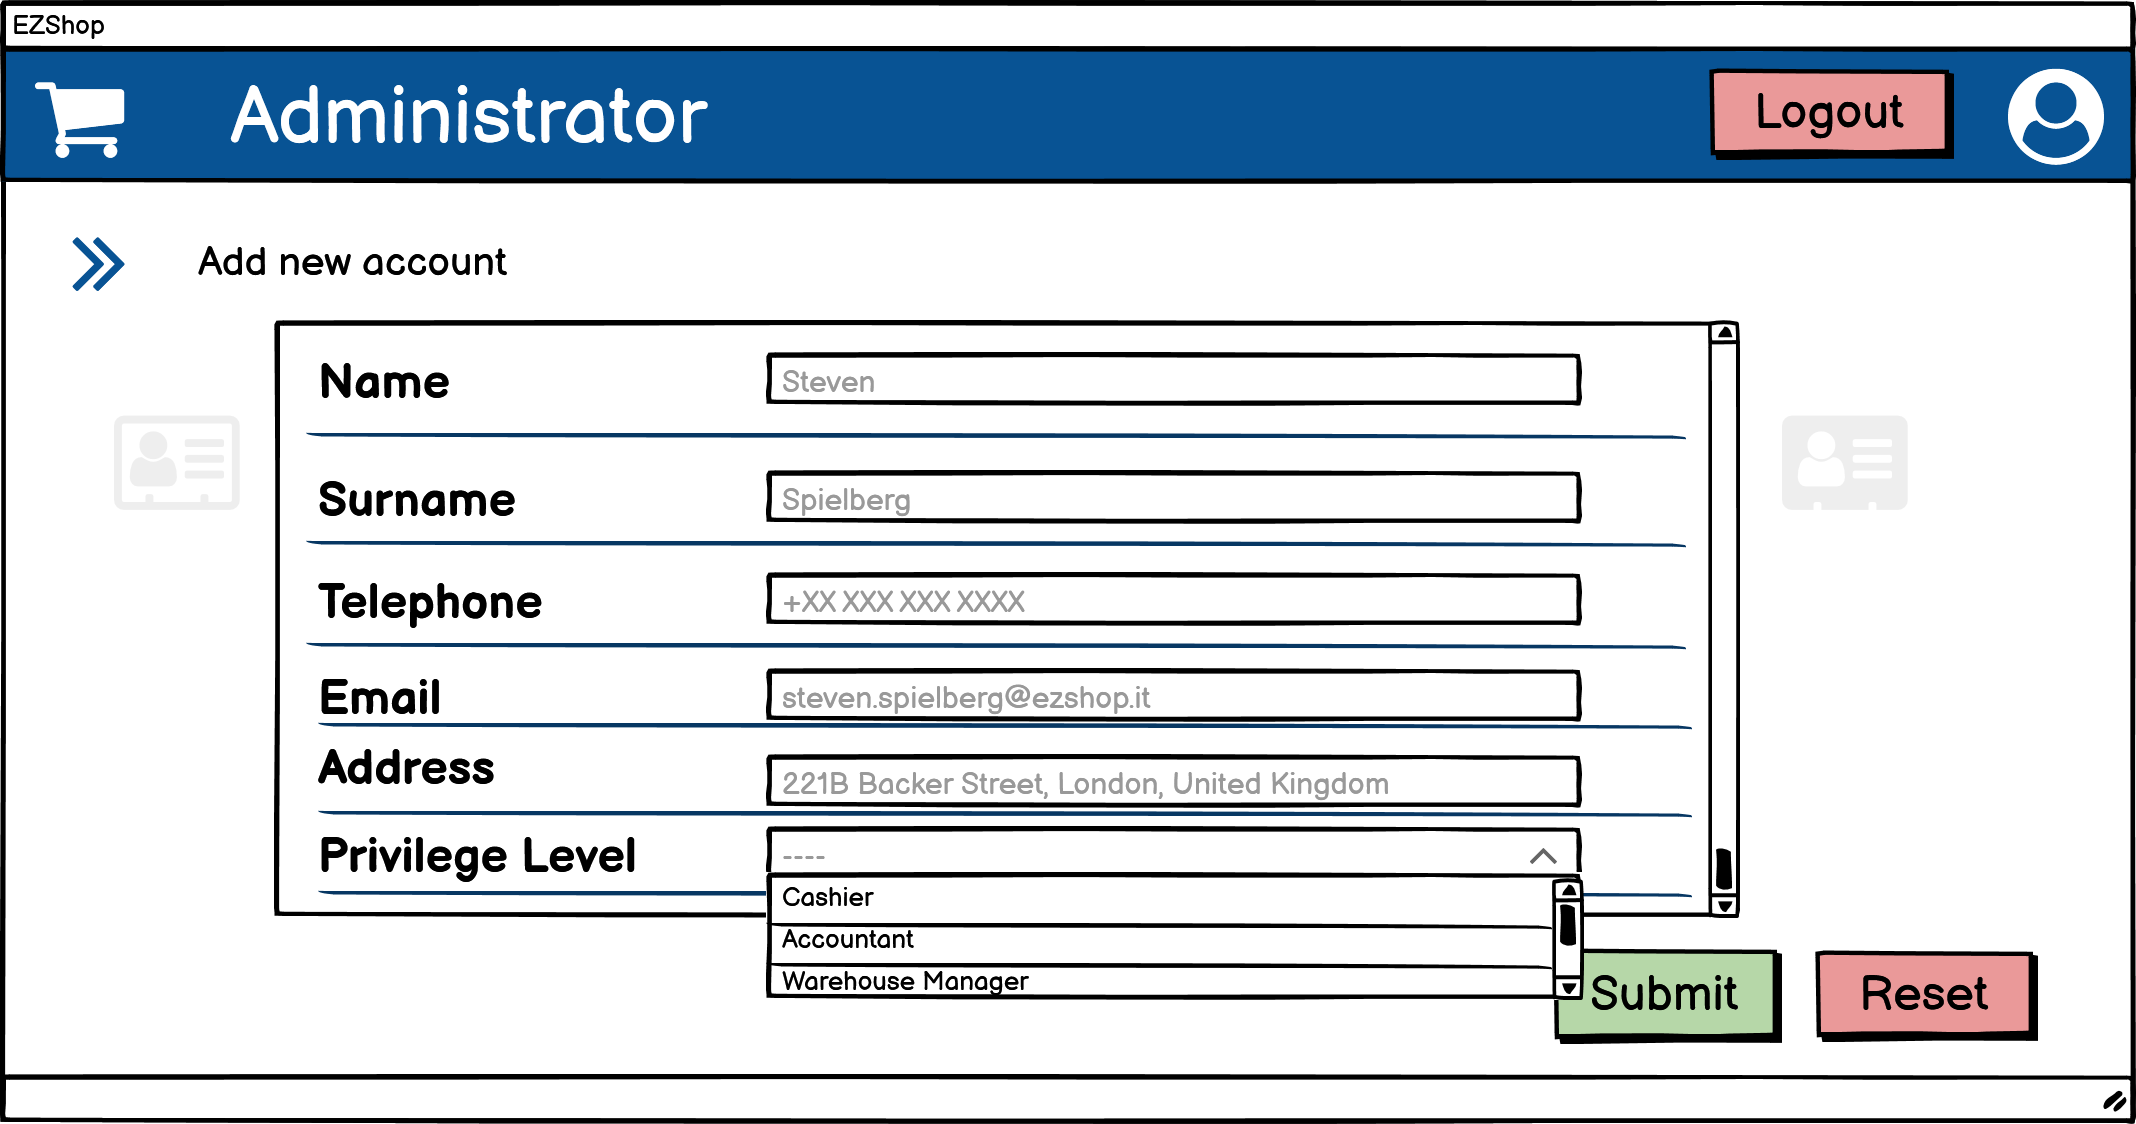 EZShop
Administrator
Logout
Add new account
Name
Steven
Surname
Spielberg
Telephone
+XX XXX XXX XXXX
Email
steven.spielberg@ezshop.it
Address
221B Backer Street, London, United Kingdom
Privilege Level
----
Cashier
Accountant
Warehouse Manager
Submit
Reset